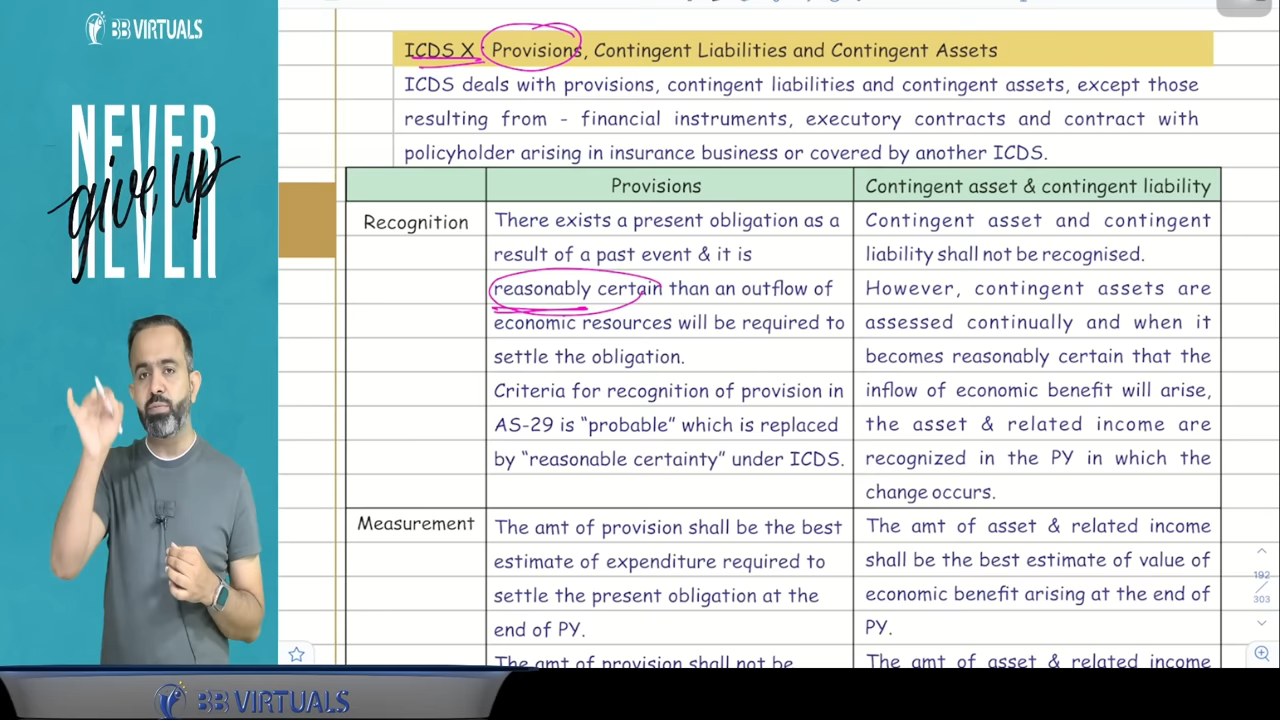 BB VIRTUALS
NEVER
give up
NEVER
ICDS X : Provisions, Contingent Liabilities and Contingent Assets
ICDS deals with provisions, contingent liabilities and contingent assets, except those
resulting from - financial instruments, executory contracts and contract with
policyholder arising in insurance business or covered by another ICDS.
Provisions
Contingent asset & contingent liability
Recognition
There exists a present obligation as a
result of a past event & it is
reasonably certain than an outflow of
economic resources will be required to
settle the obligation.
Criteria for recognition of provision in
AS-29 is “probable” which is replaced
by “reasonable certainty” under ICDS.
Contingent asset and contingent
liability shall not be recognised.
However, contingent assets are
assessed continually and when it
becomes reasonably certain that the
inflow of economic benefit will arise,
the asset & related income are
recognized in the PY in which the
change occurs.
Measurement
The amt of provision shall be the best
estimate of expenditure required to
settle the present obligation at the
end of PY.
The amt of provision shall not be
The amt of asset & related income
shall be the best estimate of value of
economic benefit arising at the end of
PY.
The amt of asset & related income
192
303
BB VIRTUALS